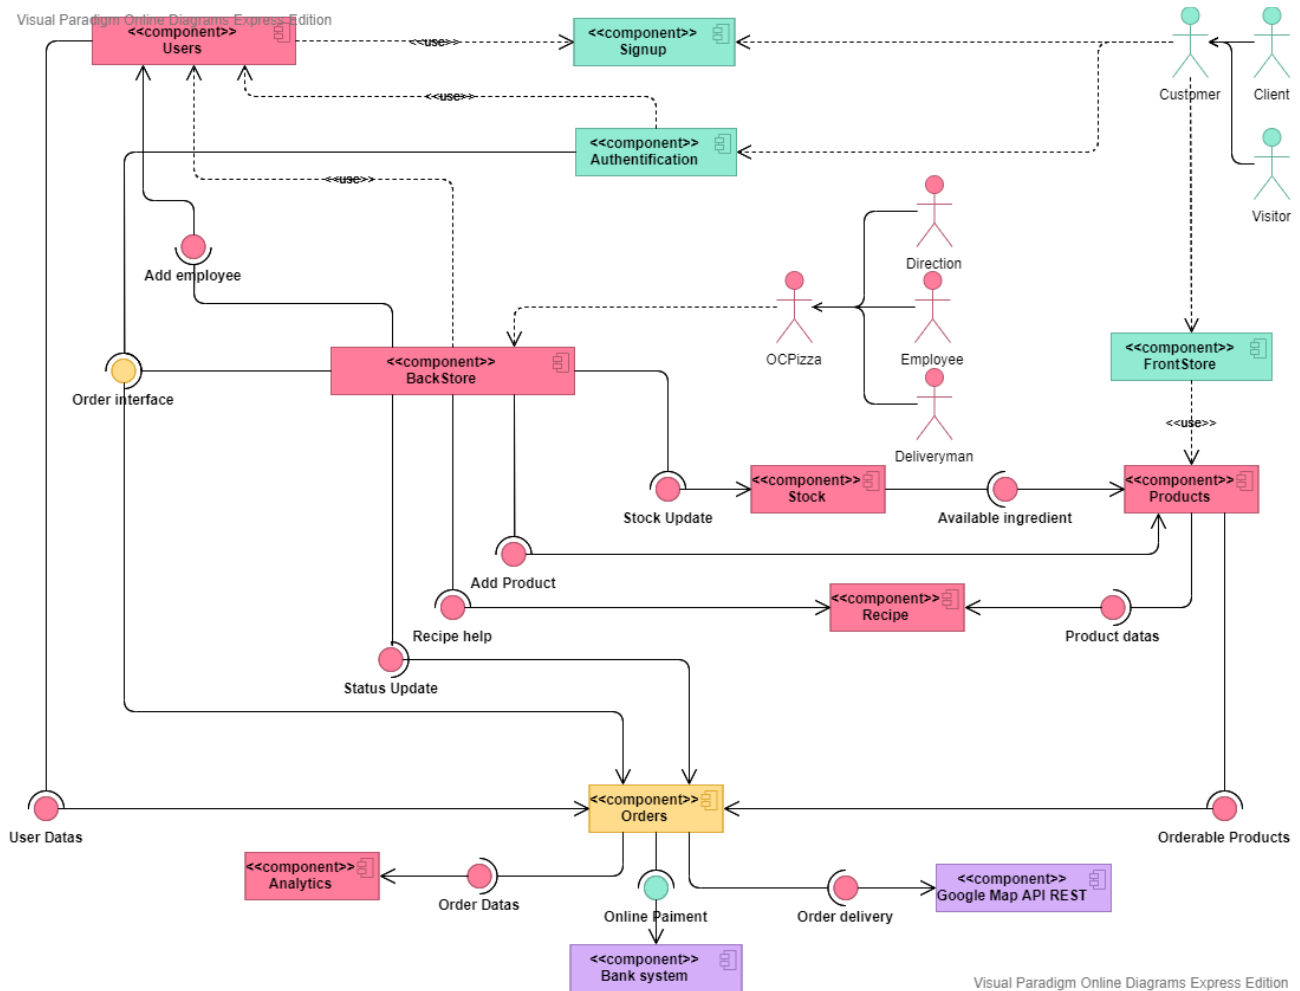 Visual Paradigm Online Diagrams Express Edition
<<component>>
Users
<<use>>
<<component>>
Signup
Customer
Client
<<use>>
<<component>>
Authentification
<<use>>
Visitor
Add employee
Direction
OCPizza
Employee
<<component>>
BackStore
<<component>>
FrontStore
Order interface
<<use>>
Deliveryman
<<component>>
Stock
<<component>>
Products
Stock Update
Available ingredient
Add Product
<<component>>
Recipe
Recipe help
Product datas
Status Update
<<component>>
Orders
User Datas
Orderable Products
<<component>>
Analytics
Order Datas
Online Paiment
Order delivery
<<component>>
Google Map API REST
<<component>>
Bank system
Visual Paradigm Online Diagrams Express Edition